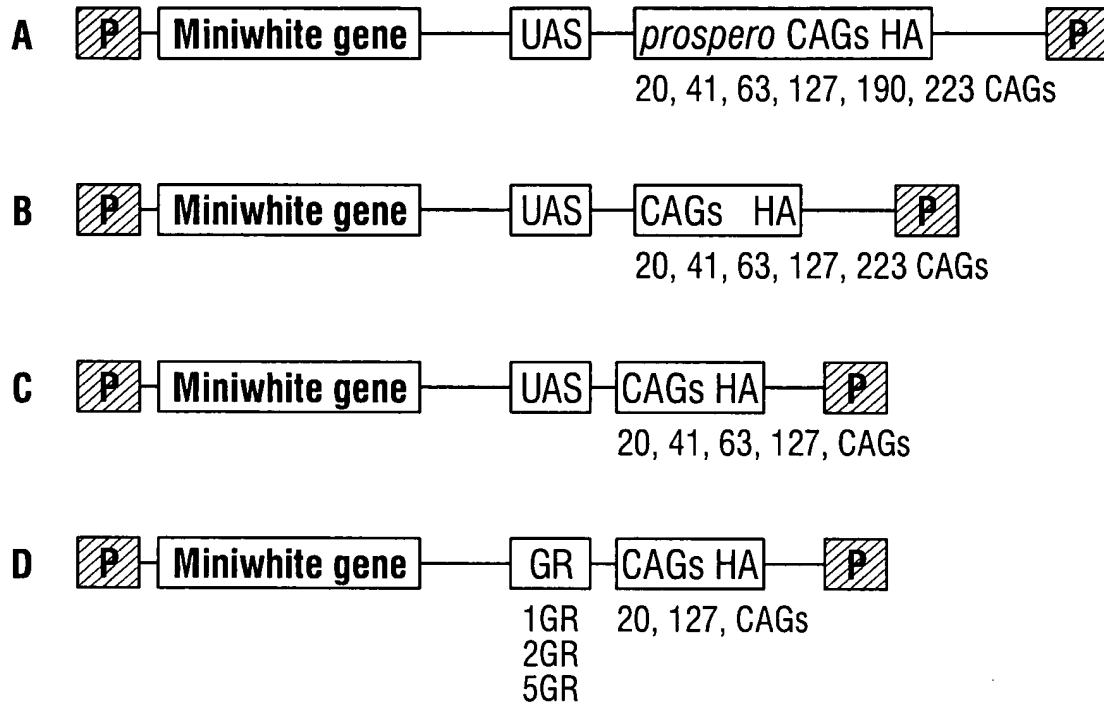 A P Miniwhite gene UAS prospero CAGs HA P
20, 41, 63, 127, 190, 223 CAGs
B P Miniwhite gene UAS CAGs HA P
20, 41, 63, 127, 223 CAGs
C P Miniwhite gene UAS CAGs HA P
20, 41, 63, 127, CAGs
D P Miniwhite gene GR CAGs HA P
1GR 20, 127, CAGs
2GR
5GR